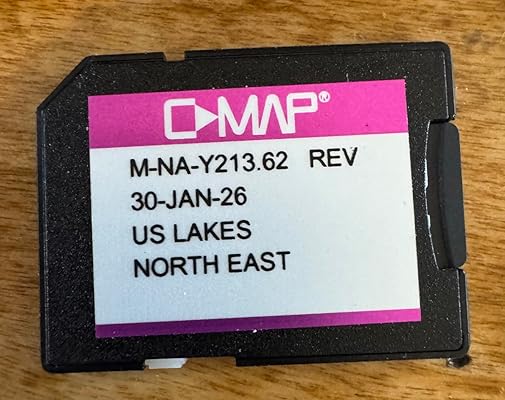 C-MAP®
M-NA-Y213.62 REV
30-JAN-26
US LAKES
NORTH EAST